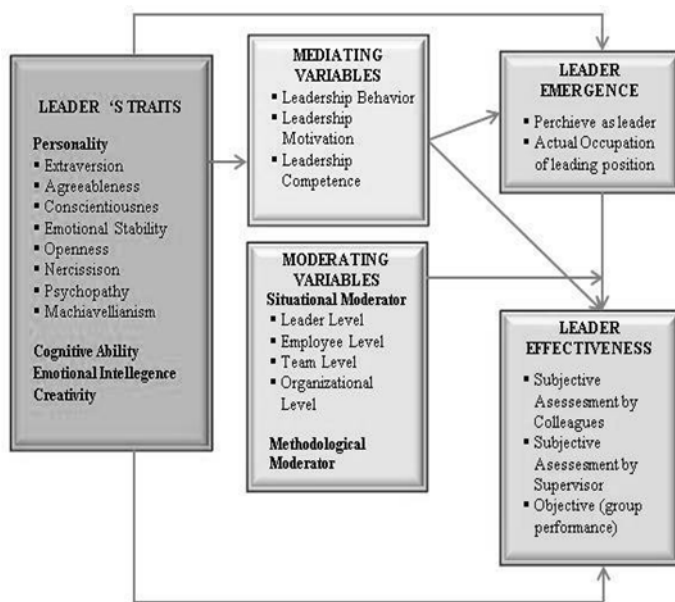 LEADER 'S TRAITS
Personality
▪ Extraversion
▪ Agreeableness
▪ Conscientiousnes
▪ Emotional Stability
▪ Openness
▪ Nercissison
▪ Psychopathy
▪ Machiavellianism
Cognitive Ability
Emotional Intellegence
Creativity
MEDIATING
VARIABLES
▪ Leadership Behavior
▪ Leadership
Motivation
▪ Leadership
Competence
MODERATING
VARIABLES
Situational Moderator
▪ Leader Level
▪ Employee Level
▪ Team Level
▪ Organizational
Level
Methodological
Moderator
LEADER
EMERGENCE
▪ Perchieve as leader
▪ Actual Occupation
of leading position
LEADER
EFFECTIVENESS
▪ Subjective
Asessment by
Colleagues
▪ Subjective
Asessment by
Supervisor
▪ Objective (group
performance)